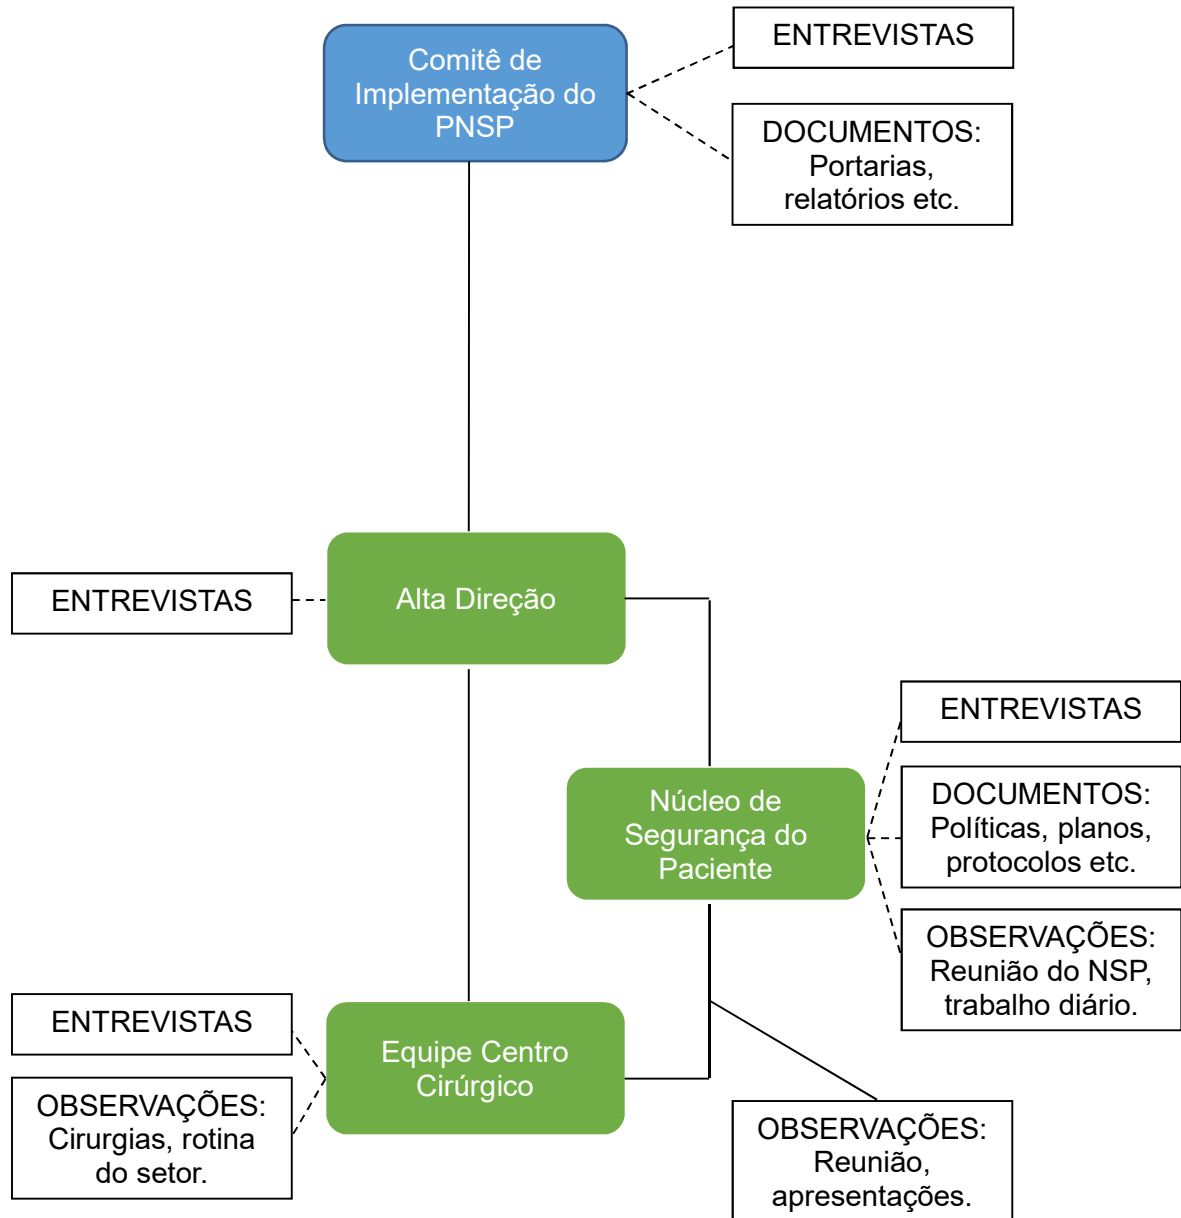 Comitê de
Implementação do
PNSP
ENTREVISTAS
DOCUMENTOS:
Portarias,
relatórios etc.
ENTREVISTAS
Alta Direção
ENTREVISTAS
Núcleo de
Segurança do
Paciente
DOCUMENTOS:
Políticas, planos,
protocolos etc.
OBSERVAÇÕES:
Reunião do NSP,
trabalho diário.
ENTREVISTAS
Equipe Centro
Cirúrgico
OBSERVAÇÕES:
Cirurgias, rotina
do setor.
OBSERVAÇÕES:
Reunião,
apresentações.